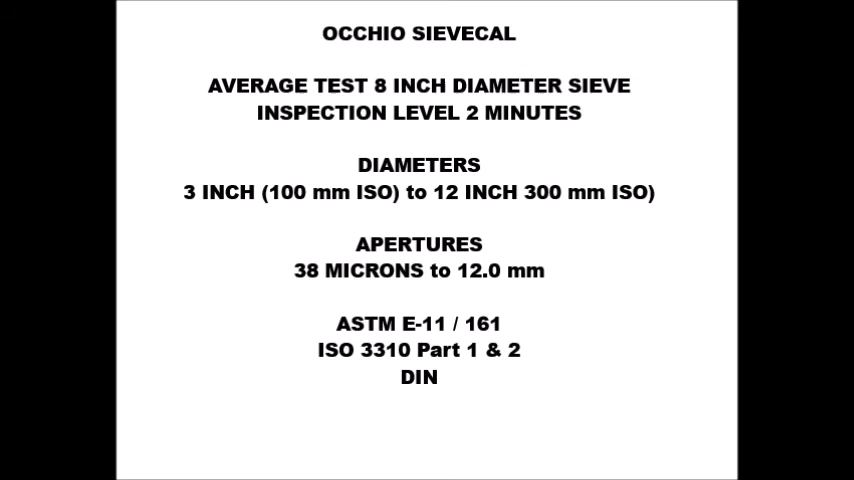 OCCHIO SIEVECAL
AVERAGE TEST 8 INCH DIAMETER SIEVE
INSPECTION LEVEL 2 MINUTES
DIAMETERS
3 INCH (100 mm ISO) to 12 INCH 300 mm ISO)
APERTURES
38 MICRONS to 12.0 mm
ASTM E-11 / 161
ISO 3310 Part 1 & 2
DIN